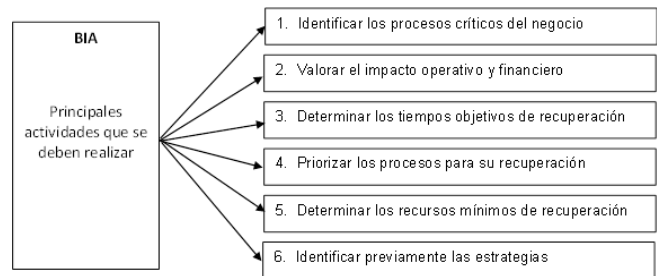 BIA
Principales
actividades que se
deben realizar
1. Identificar los procesos críticos del negocio
2. Valorar el impacto operativo y financiero
3. Determinar los tiempos objetivos de recuperación
4. Priorizar los procesos para su recuperación
5. Determinar los recursos mínimos de recuperación
6. Identificar previamente las estrategias